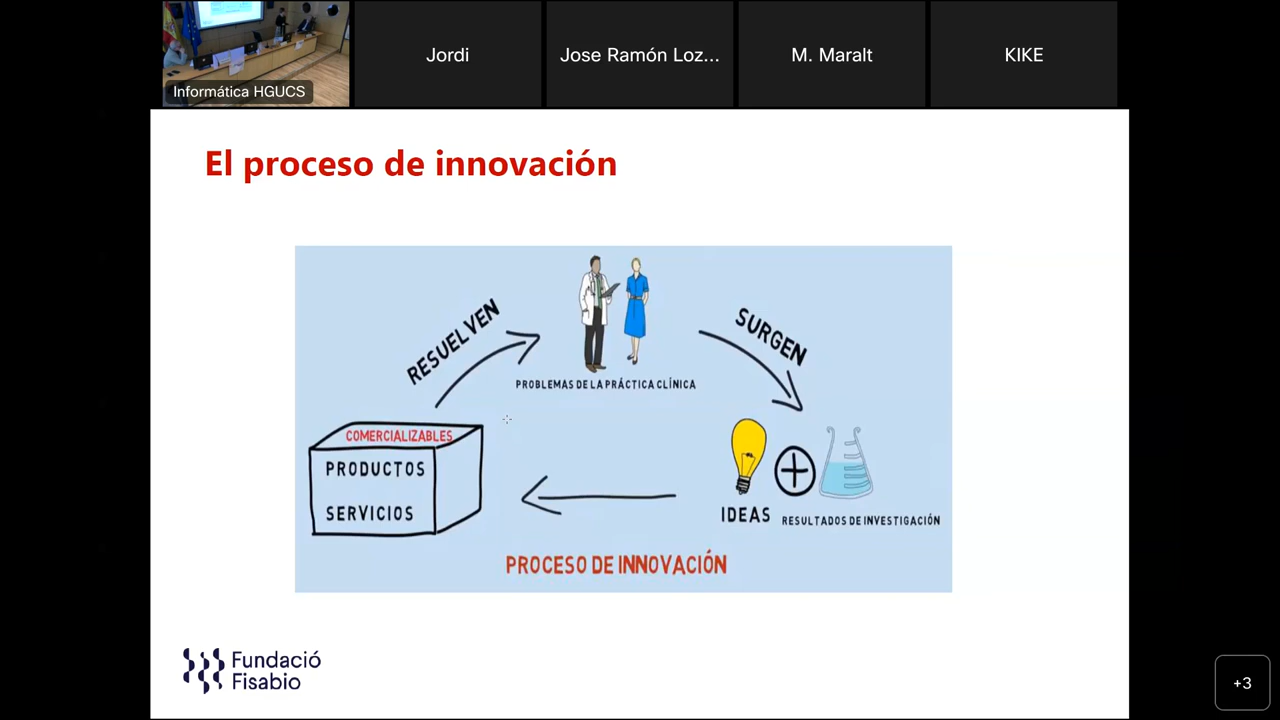 Informática HGUCS
Jordi
Jose Ramón Loz...
M. Maralt
KIKE
El proceso de innovación
RESUELVEN
SURGEN
PROBLEMAS DE LA PRÁCTICA CLÍNICA
COMERCIALIZABLES
PRODUCTOS
SERVICIOS
IDEAS
RESULTADOS DE INVESTIGACIÓN
PROCESO DE INNOVACIÓN
Fundació
Fisabio
+3